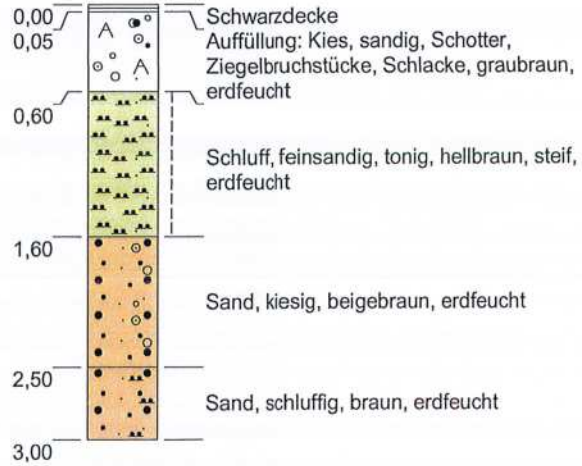 0,00 Schwarzdecke
0,05 Auffüllung: Kies, sandig, Schotter,
Ziegelbruchstücke, Schlacke, graubraun,
erdfeucht
0,60
Schluff, feinsandig, tonig, hellbraun, steif,
erdfeucht
1,60
Sand, kiesig, beigebraun, erdfeucht
2,50
Sand, schluffig, braun, erdfeucht
3,00